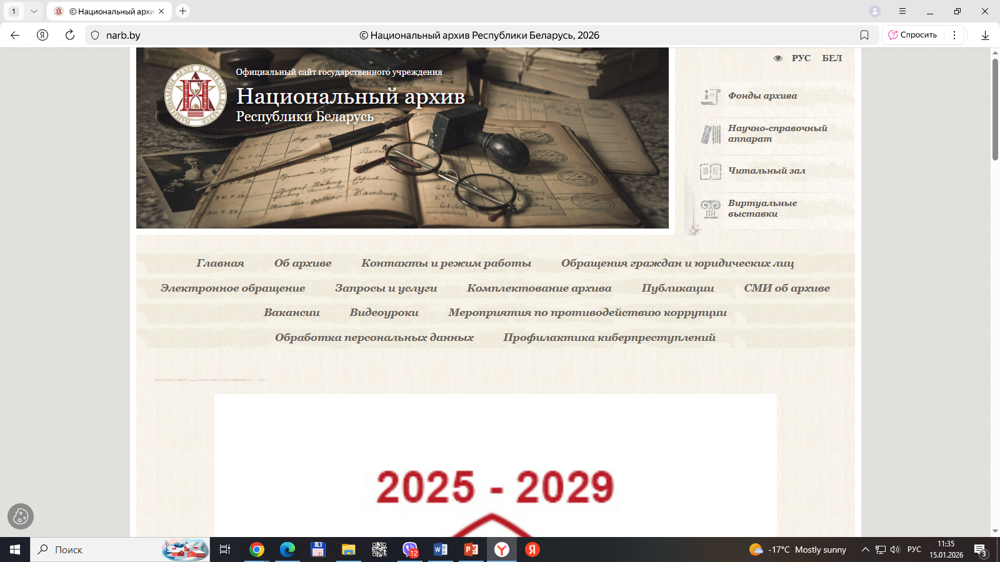 1
© Национальный архи
narb.by
© Национальный архив Республики Беларусь, 2026
Спросить
Официальный сайт государственного учреждения
Национальный архив
Республики Беларусь
РУС БЕЛ
Фонды архива
Научно-справочный
аппарат
Читальный зал
Виртуальные
выставки
Главная Об архиве Контакты и режим работы Обращения граждан и юридических лиц
Электронное обращение Запросы и услуги Комплектование архива Публикации СМИ об архиве
Вакансии Видеоуроки Мероприятия по противодействию коррупции
Обработка персональных данных Профилактика киберпреступлений
2025 - 2029
Поиск
12
-17°C Mostly sunny
РУС
11:35
15.01.2026
3